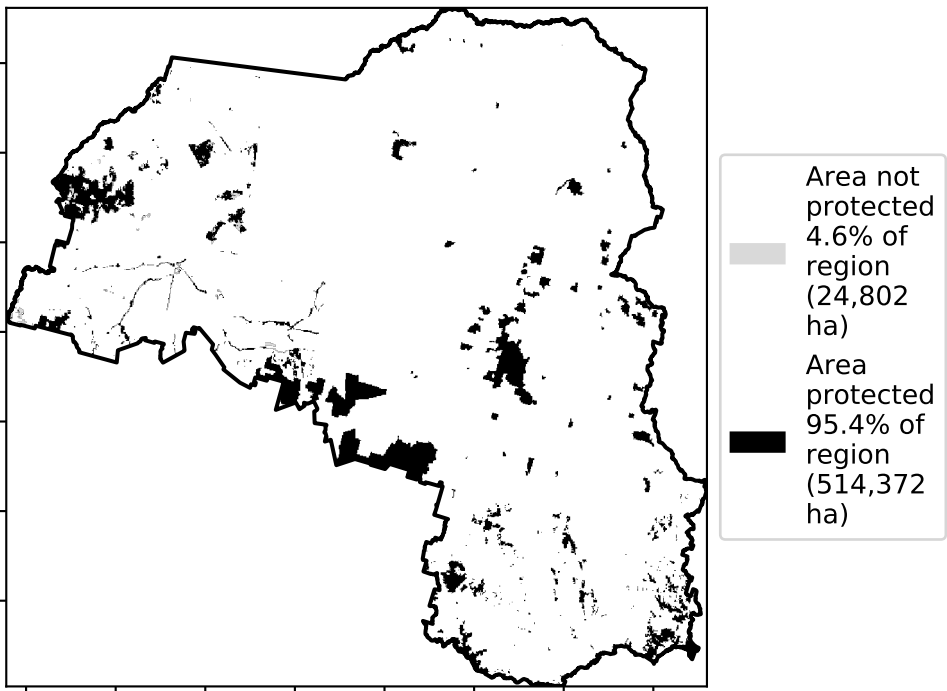 Area not
protected
4.6% of
region
(24,802
ha)
Area
protected
95.4% of
region
(514,372
ha)